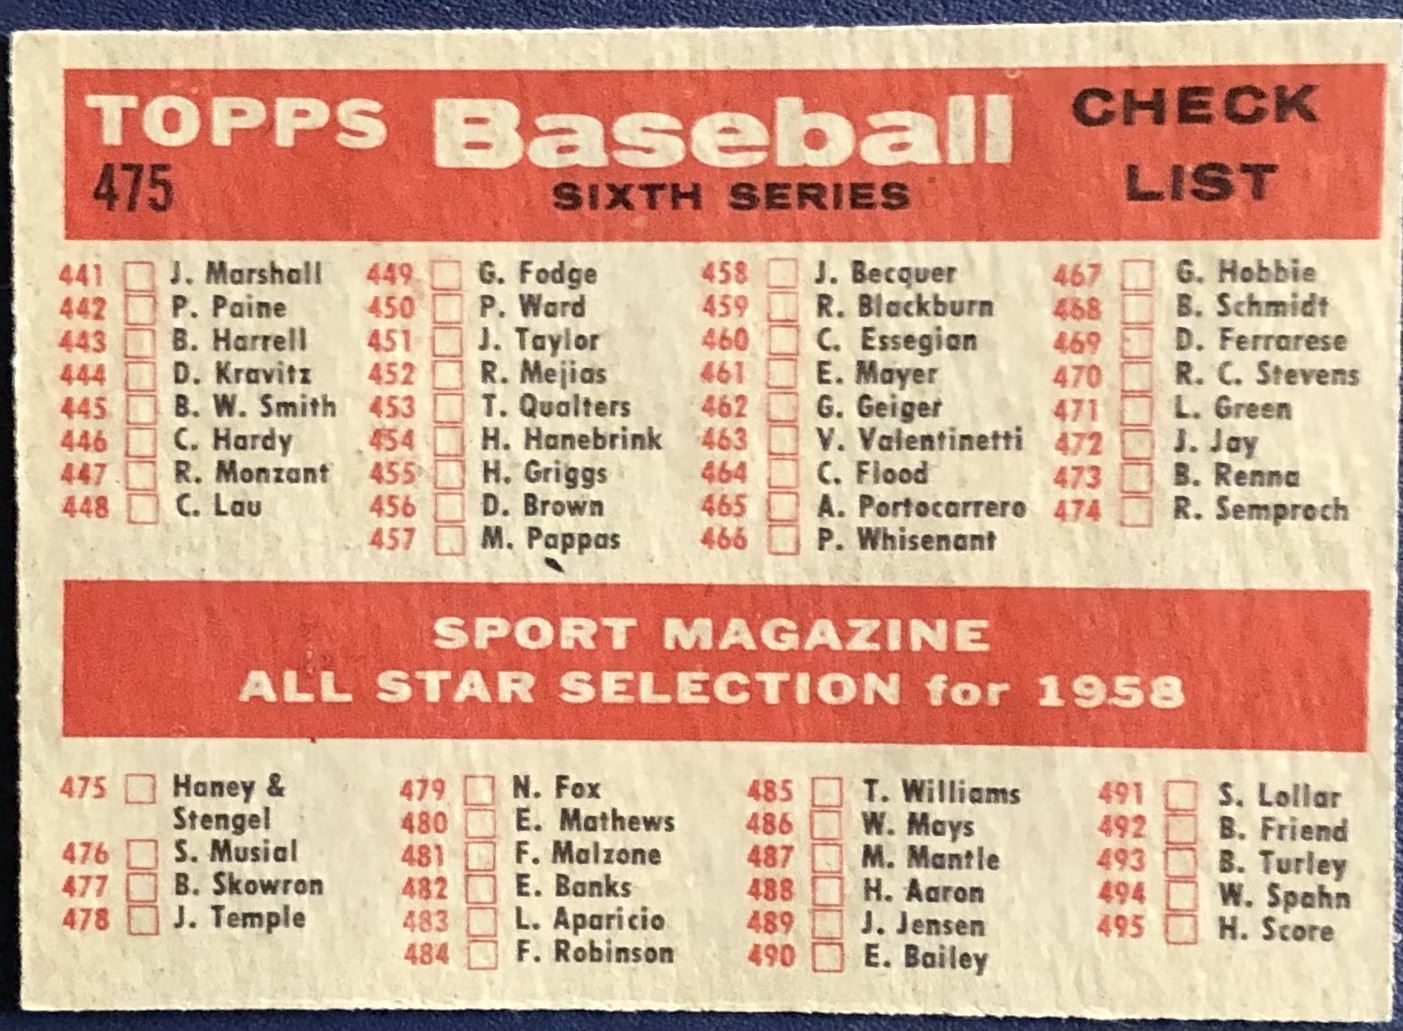 TOPPS Baseball CHECK
475 SIXTH SERIES LIST
441 J. Marshall
442 P. Paine
443 B. Harrell
444 D. Kravitz
445 B. W. Smith
446 C. Hardy
447 R. Monzant
448 C. Lau
449 G. Fodge
450 P. Ward
451 J. Taylor
452 R. Mejias
453 T. Qualters
454 H. Hanebrink
455 H. Griggs
456 D. Brown
457 M. Pappas
458 J. Becquer
459 R. Blackburn
460 C. Essegian
461 E. Mayer
462 G. Geiger
463 V. Valentinetti
464 C. Flood
465 A. Portocarrero
466 P. Whisenant
467 G. Hobbie
468 B. Schmidt
469 D. Ferrarese
470 R. C. Stevens
471 L. Green
472 J. Jay
473 B. Renna
474 R. Semproch
SPORT MAGAZINE
ALL STAR SELECTION for 1958
475 Haney &
Stengel
476 S. Musial
477 B. Skowron
478 J. Temple
479 N. Fox
480 E. Mathews
481 F. Malzone
482 E. Banks
483 L. Aparicio
484 F. Robinson
485 T. Williams
486 W. Mays
487 M. Mantle
488 H. Aaron
489 J. Jensen
490 E. Bailey
491 S. Lollar
492 B. Friend
493 B. Turley
494 W. Spahn
495 H. Score